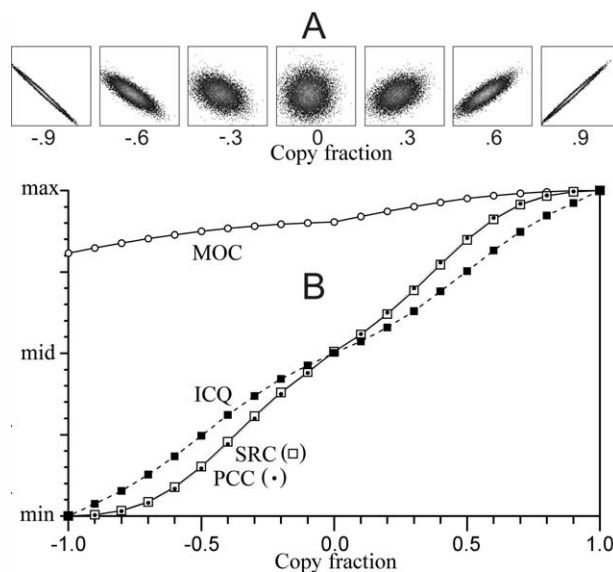 A
-.9 -.6 -.3 0 .3 .6 .9
Copy fraction
max
MOC
B
mid
ICQ
SRC (□)
PCC (•)
min
-1.0 -0.5 0.0 0.5 1.0
Copy fraction